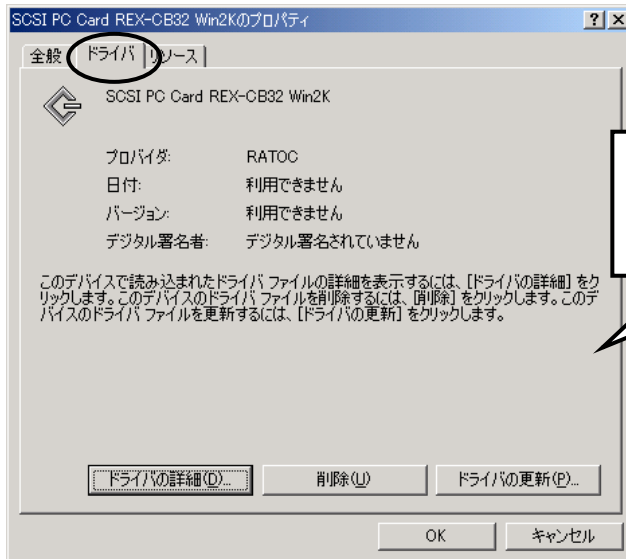 SCSI PC Card REX-CB32 Win2Kのプロパティ
全般 ドライバ リソース
SCSI PC Card REX-CB32 Win2K
プロバイダ: RATOC
日付: 利用できません
バージョン: 利用できません
デジタル署名者: デジタル署名されていません
このデバイスで読み込まれたドライバ ファイルの詳細を表示するには、[ドライバの詳細] をク
リックします。このデバイスのドライバ ファイルを削除するには、[削除] をクリックします。このデ
バイスのドライバ ファイルを更新するには、[ドライバの更新] をクリックします。
ドライバの詳細(D)... 削除(U) ドライバの更新(P)...
OK キャンセル